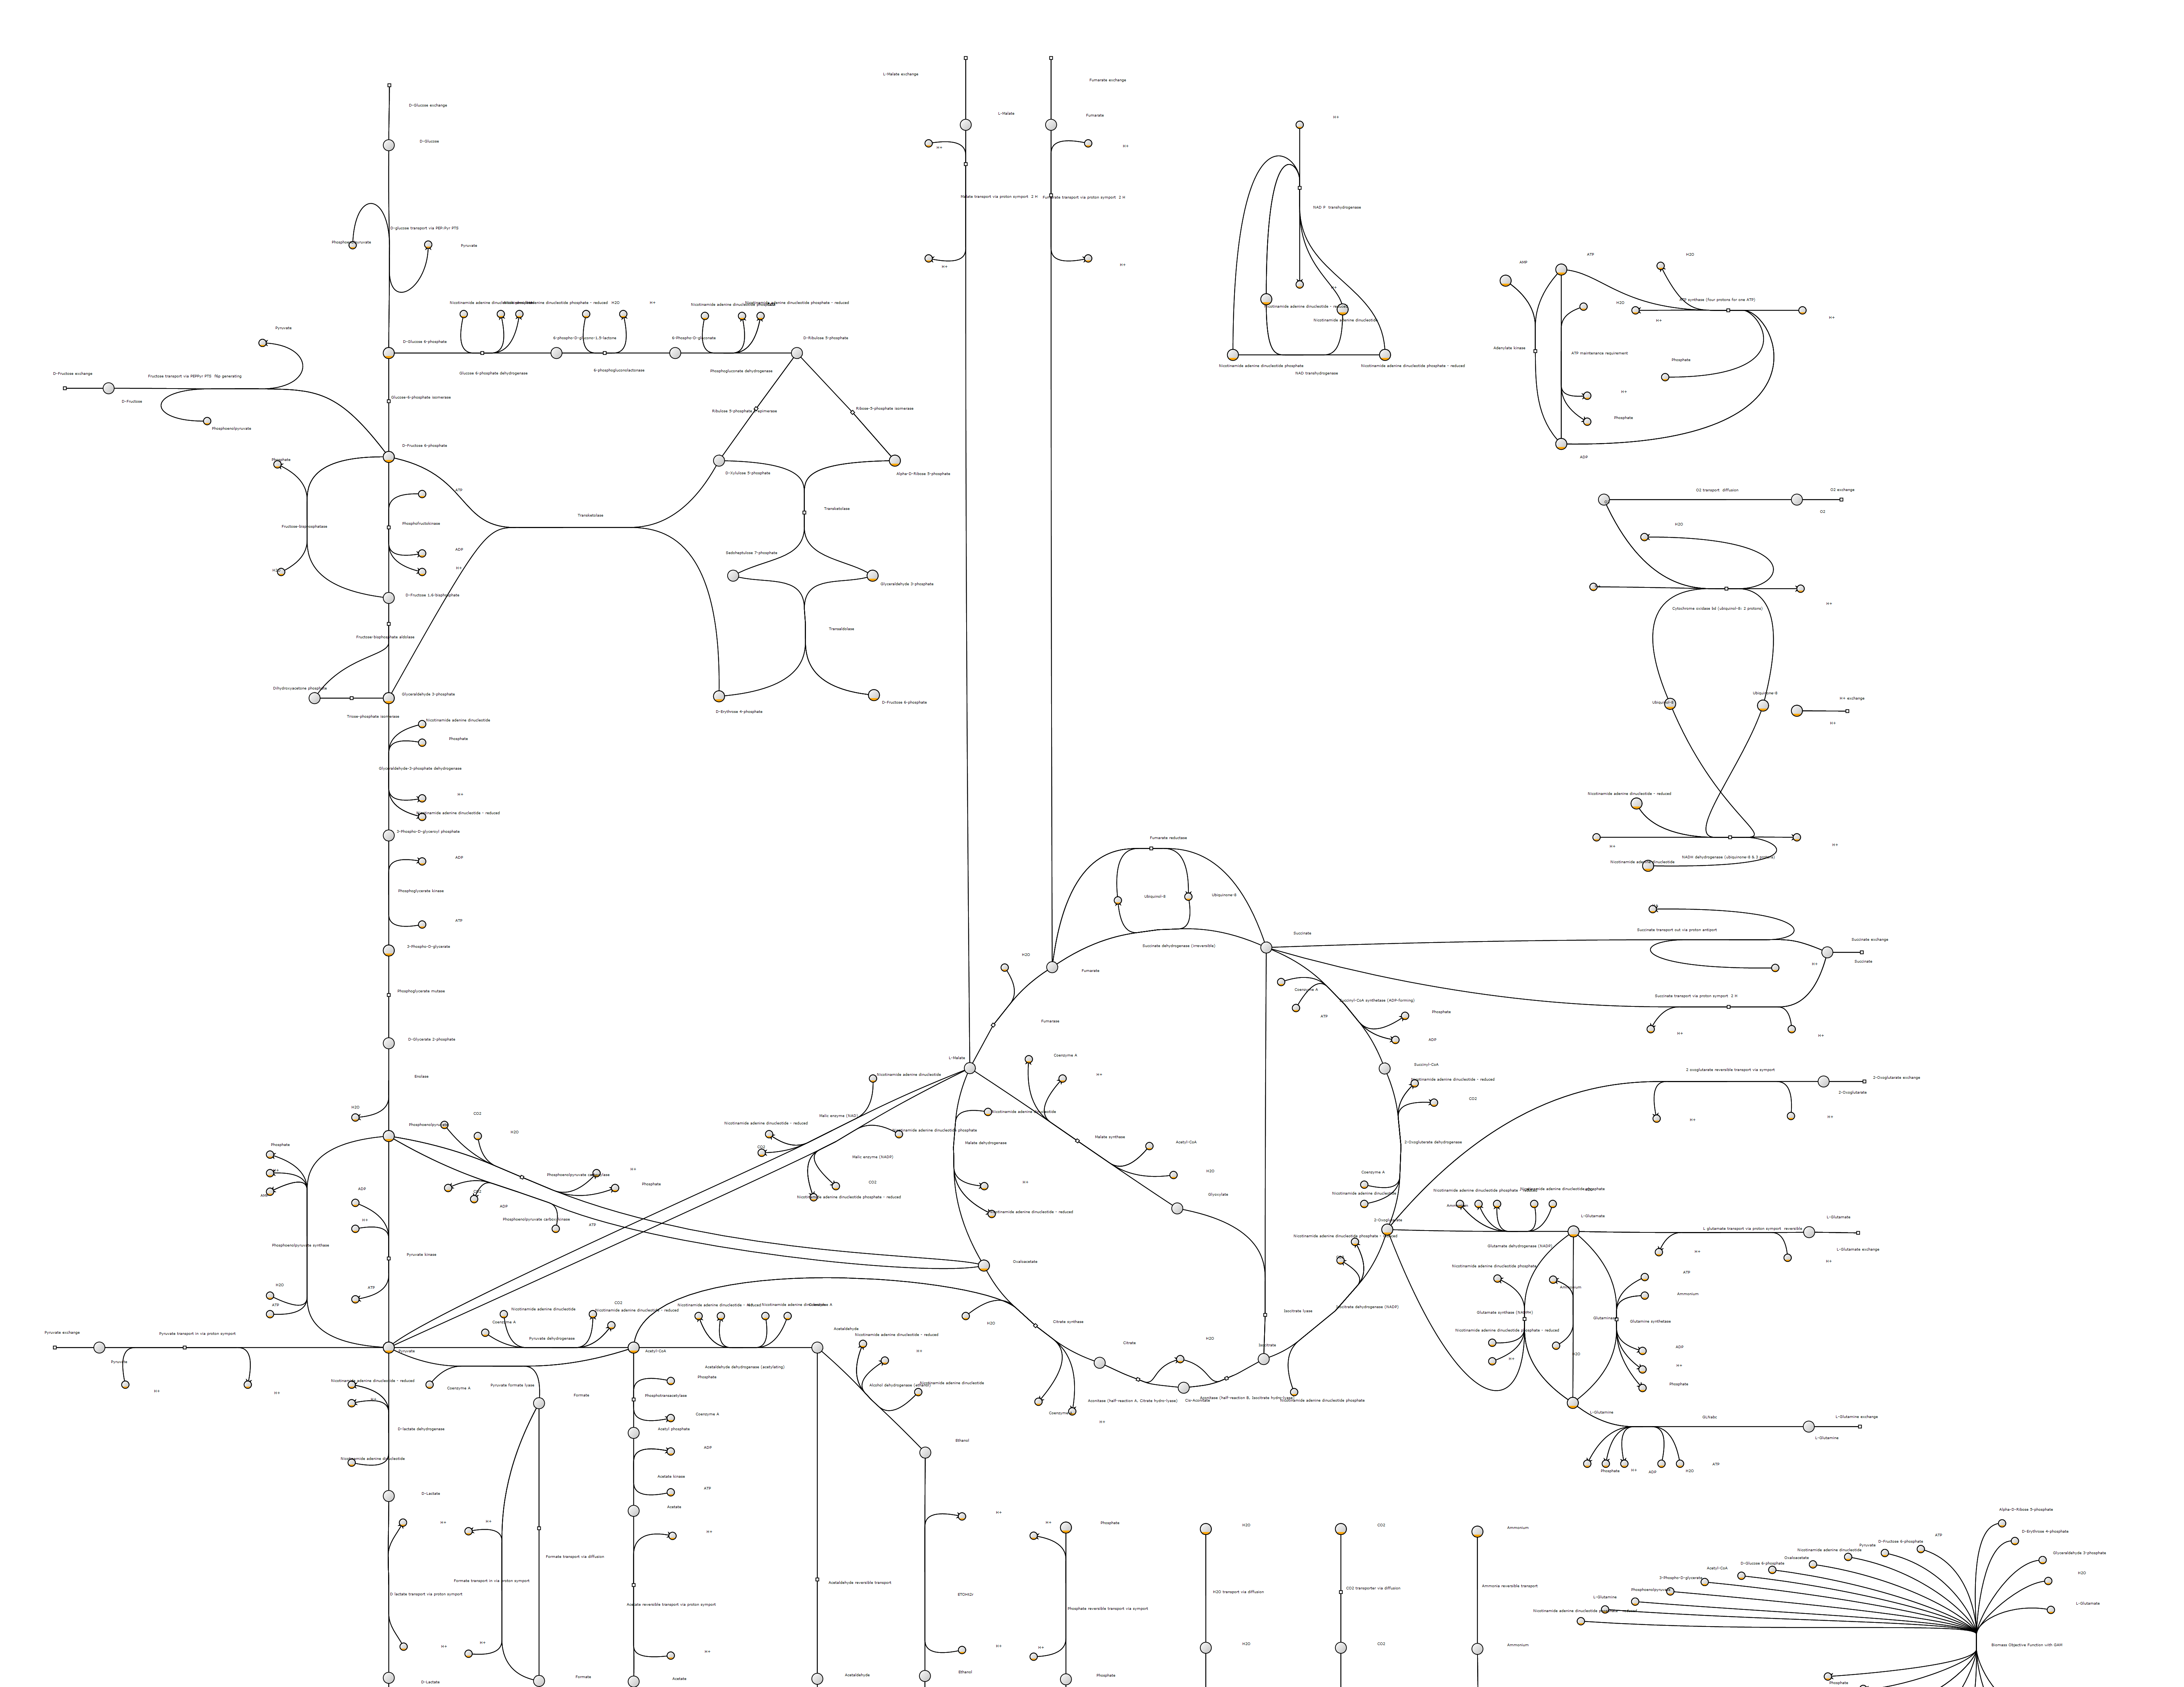 L-Malate exchange
Fumarate exchange
D-Glucose exchange
L-Malate
Fumarate
H+
D-Glucose
H+
H+
Malate transport via proton symport 2 H
Fumarate transport via proton symport 2 H
NAD P transhydrogenase
D-glucose transport via PEP:Pyr PTS
Phosphoenolpyruvate
Pyruvate
H+
H+
ATP
H2O
AMP
H+
Nicotinamide adenine dinucleotide phosphate
Nicotinamide adenine dinucleotide phosphate - reduced
H2O
H+
Nicotinamide adenine dinucleotide phosphate
Nicotinamide adenine dinucleotide phosphate - reduced
Nicotinamide adenine dinucleotide - reduced
Nicotinamide adenine dinucleotide
H2O
ATP synthase (four protons for one ATP)
H+
H+
Pyruvate
D-Glucose 6-phosphate
6-phospho-D-glucono-1,5-lactone
6-Phospho-D-gluconate
D-Ribulose 5-phosphate
Adenylate kinase
ATP maintenance requirement
Phosphate
D-Fructose exchange
Fructose transport via PEP:Pyr PTS f6p generating
Glucose 6-phosphate dehydrogenase
6-phosphogluconolactonase
Phosphogluconate dehydrogenase
Nicotinamide adenine dinucleotide phosphate
NAD transhydrogenase
Nicotinamide adenine dinucleotide phosphate - reduced
D-Fructose
Glucose-6-phosphate isomerase
Ribulose 5-phosphate 3-epimerase
Ribose-5-phosphate isomerase
H+
Phosphate
Phosphoenolpyruvate
D-Fructose 6-phosphate
Phosphate
D-Xylulose 5-phosphate
Alpha-D-Ribose 5-phosphate
ADP
ATP
O2 transport diffusion
O2 exchange
O2
Fructose-bisphosphatase
Phosphofructokinase
Transketolase
Transketolase
H2O
ADP
H+
Sedoheptulose 7-phosphate
Glyceraldehyde 3-phosphate
D-Fructose 1,6-bisphosphate
H+
Cytochrome oxidase bd (ubiquinol-8: 2 protons)
Fructose-bisphosphate aldolase
Transaldolase
Dihydroxyacetone phosphate
Glyceraldehyde 3-phosphate
Triose-phosphate isomerase
D-Erythrose 4-phosphate
D-Fructose 6-phosphate
Ubiquinol-8
Ubiquinone-8
H+ exchange
H+
Nicotinamide adenine dinucleotide
Phosphate
Glyceraldehyde-3-phosphate dehydrogenase
H+
Nicotinamide adenine dinucleotide - reduced
Nicotinamide adenine dinucleotide - reduced
3-Phospho-D-glyceroyl phosphate
Fumarate reductase
H+
H+
NADH dehydrogenase (ubiquinone-8 & 3 protons)
Nicotinamide adenine dinucleotide
ADP
Phosphoglycerate kinase
Ubiquinol-8
Ubiquinone-8
ATP
3-Phospho-D-glycerate
Succinate dehydrogenase (irreversible)
Succinate
Succinate transport out via proton antiport
Succinate exchange
Succinate
H+
H2O
Fumarate
Coenzyme A
Succinyl-CoA synthetase (ADP-forming)
Succinate transport via proton symport 2 H
Phosphoglycerate mutase
Phosphate
ATP
Fumarase
ADP
H+
H+
D-Glycerate 2-phosphate
L-Malate
Coenzyme A
Succinyl-CoA
2 oxoglutarate reversible transport via symport
2-Oxoglutarate exchange
2-Oxoglutarate
Enolase
H2O
CO2
H2O
Nicotinamide adenine dinucleotide
H+
Nicotinamide adenine dinucleotide - reduced
CO2
H+
H+
Malic enzyme (NAD)
Nicotinamide adenine dinucleotide
Nicotinamide adenine dinucleotide - reduced
Nicotinamide adenine dinucleotide phosphate
Malate dehydrogenase
Malate synthase
Acetyl-CoA
2-Oxoglutarate dehydrogenase
Phosphoenolpyruvate
Phosphate
H+
AMP
CO2
Malic enzyme (NADP)
CO2
Nicotinamide adenine dinucleotide phosphate - reduced
H2O
Coenzyme A
Phosphoenolpyruvate carboxylase
H+
Phosphate
CO2
ADP
Phosphoenolpyruvate carboxykinase
ATP
H+
Nicotinamide adenine dinucleotide - reduced
Glyoxylate
Nicotinamide adenine dinucleotide
2-Oxoglutarate
Nicotinamide adenine dinucleotide phosphate - reduced
Nicotinamide adenine dinucleotide phosphate
Ammonium
L-Glutamate
L glutamate transport via proton symport reversible
L-Glutamate
L-Glutamate exchange
ADP
H+
Phosphoenolpyruvate synthase
Pyruvate kinase
Oxaloacetate
Nicotinamide adenine dinucleotide phosphate - reduced
CO2
Glutamate dehydrogenase (NADP)
H+
H+
Nicotinamide adenine dinucleotide phosphate
Ammonium
ATP
Ammonium
H2O
ATP
ATP
Nicotinamide adenine dinucleotide
CO2
Nicotinamide adenine dinucleotide - reduced
Coenzyme A
Pyruvate dehydrogenase
Nicotinamide adenine dinucleotide - reduced
Nicotinamide adenine dinucleotide
Coenzyme A
Acetaldehyde
H2O
Citrate synthase
Isocitrate lyase
Isocitrate dehydrogenase (NADP)
Glutamate synthase (NADPH)
Glutaminase
Glutamine synthetase
Nicotinamide adenine dinucleotide phosphate - reduced
H+
H2O
ADP
H+
Phosphate
Pyruvate exchange
Pyruvate transport in via proton symport
Pyruvate
H+
H+
Pyruvate
Acetyl-CoA
Acetaldehyde dehydrogenase (acetylating)
Nicotinamide adenine dinucleotide - reduced
H+
Alcohol dehydrogenase (ethanol)
Nicotinamide adenine dinucleotide
Citrate
H2O
Isocitrate
Aconitase (half-reaction A, Citrate hydro-lyase)
Cis-Aconitate
Aconitase (half-reaction B, Isocitrate hydro-lyase)
Nicotinamide adenine dinucleotide phosphate
Coenzyme A
H+
Nicotinamide adenine dinucleotide - reduced
H+
Coenzyme A
Pyruvate formate lyase
Formate
Phosphate
Phosphotransacetylase
Coenzyme A
D-lactate dehydrogenase
Acetyl phosphate
Nicotinamide adenine dinucleotide
ADP
Acetate kinase
ATP
Ethanol
L-Glutamine
GLNabc
L-Glutamine exchange
L-Glutamine
Phosphate
H+
ADP
H2O
ATP
D-Lactate
Acetate
H+
H+
H+
H+
H+
Phosphate
H2O
CO2
Ammonium
Alpha-D-Ribose 5-phosphate
D-Erythrose 4-phosphate
ATP
D-Fructose 6-phosphate
Pyruvate
Nicotinamide adenine dinucleotide
Oxaloacetate
D-Glucose 6-phosphate
Acetyl-CoA
3-Phospho-D-glycerate
Phosphoenolpyruvate
L-Glutamine
Nicotinamide adenine dinucleotide phosphate - reduced
Glyceraldehyde 3-phosphate
H2O
L-Glutamate
Biomass Objective Function with GAM
Formate transport via diffusion
Formate transport in via proton symport
D lactate transport via proton symport
Acetate reversible transport via proton symport
Acetaldehyde reversible transport
ETOHt2r
Phosphate reversible transport via symport
H2O transport via diffusion
CO2 transporter via diffusion
Ammonia reversible transport
H+
H+
H+
H+
H+
H2O
CO2
Ammonium
D-Lactate
Formate
Acetate
Acetaldehyde
Ethanol
Phosphate
Phosphate